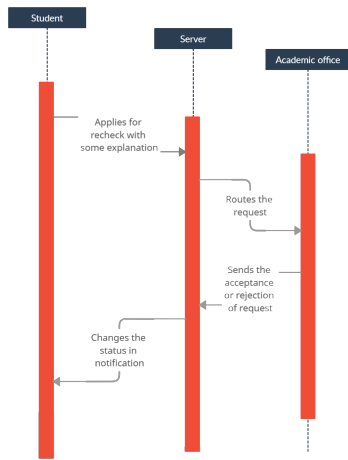 Student
Server
Academic office
Applies for
recheck with
some explanation
Routes the
request
Sends the
acceptance
or rejection
of request
Changes the
status in
notification